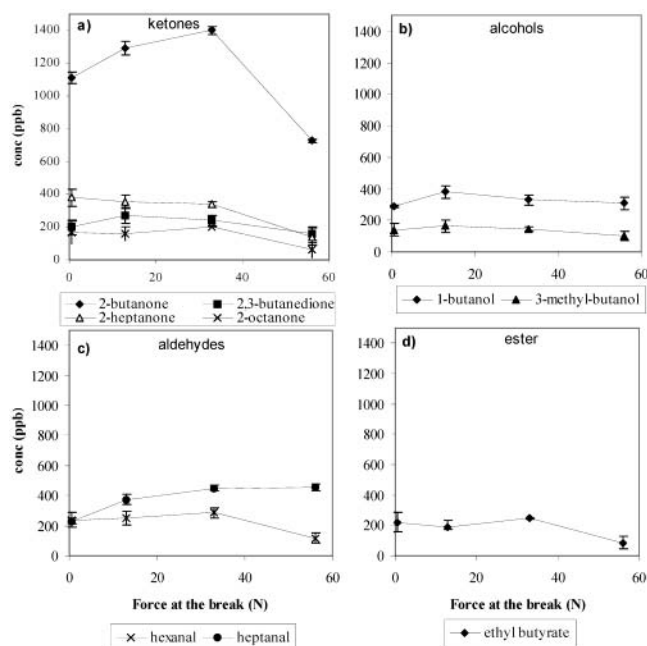 a) ketones
1400
1200
1000
800
600
400
200
0
conc (ppb)
0 20 40 60
2-butanone 2,3-butanedione
2-heptanone 2-octanone
b) alcohols
1400
1200
1000
800
600
400
200
0
0 20 40 60
1-butanol 3-methyl-butanol
c) aldehydes
1400
1200
1000
800
600
400
200
0
conc (ppb)
0 20 40 60
Force at the break (N)
hexanal heptanal
d) ester
1400
1200
1000
800
600
400
200
0
0 20 40 60
Force at the break (N)
ethyl butyrate